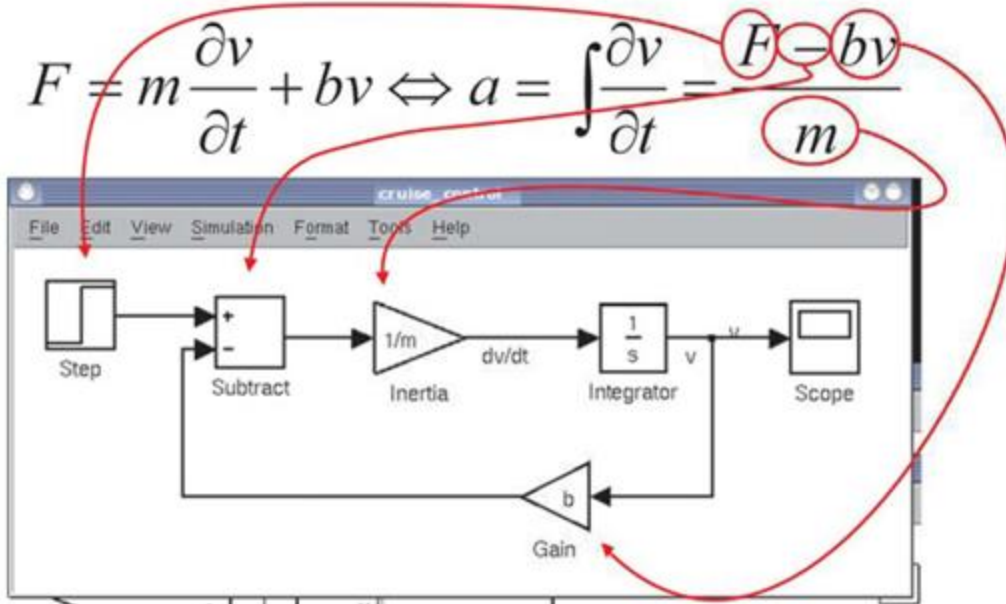 F = m ∂v/∂t + bv ⇔ a = ∫ ∂v/∂t = F − bv / m
cruise_control
File Edit View Simulation Format Tools Help
Step
+
−
Subtract
1/m
Inertia
dv/dt
1
s
Integrator
v
v
Scope
b
Gain